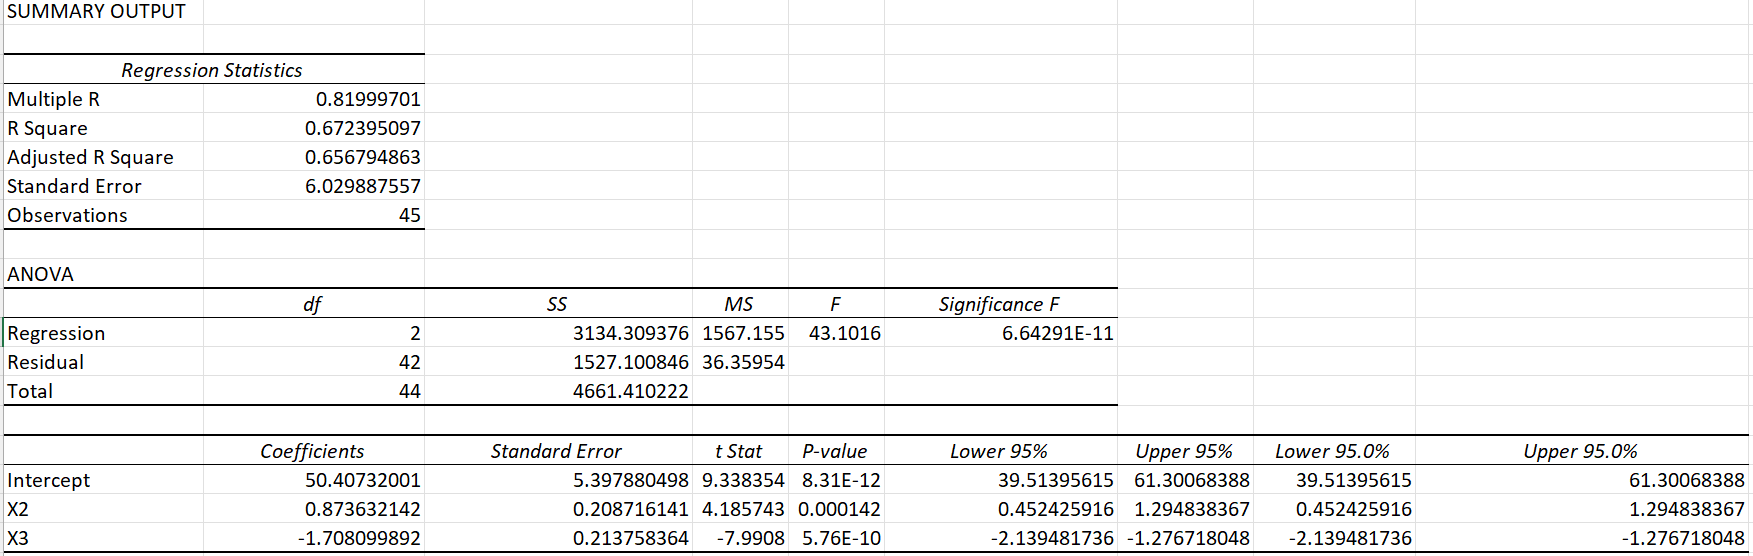 SUMMARY OUTPUT
Regression Statistics
Multiple R 0.81999701
R Square 0.672395097
Adjusted R Square 0.656794863
Standard Error 6.029887557
Observations 45
ANOVA
df SS MS F Significance F
Regression 2 3134.309376 1567.155 43.1016 6.64291E-11
Residual 42 1527.100846 36.35954
Total 44 4661.410222
Coefficients Standard Error t Stat P-value Lower 95% Upper 95% Lower 95.0% Upper 95.0%
Intercept 50.40732001 5.397880498 9.338354 8.31E-12 39.51395615 61.30068388 39.51395615 61.30068388
X2 0.873632142 0.208716141 4.185743 0.000142 0.452425916 1.294838367 0.452425916 1.294838367
X3 -1.708099892 0.213758364 -7.9908 5.76E-10 -2.139481736 -1.276718048 -2.139481736 -1.276718048